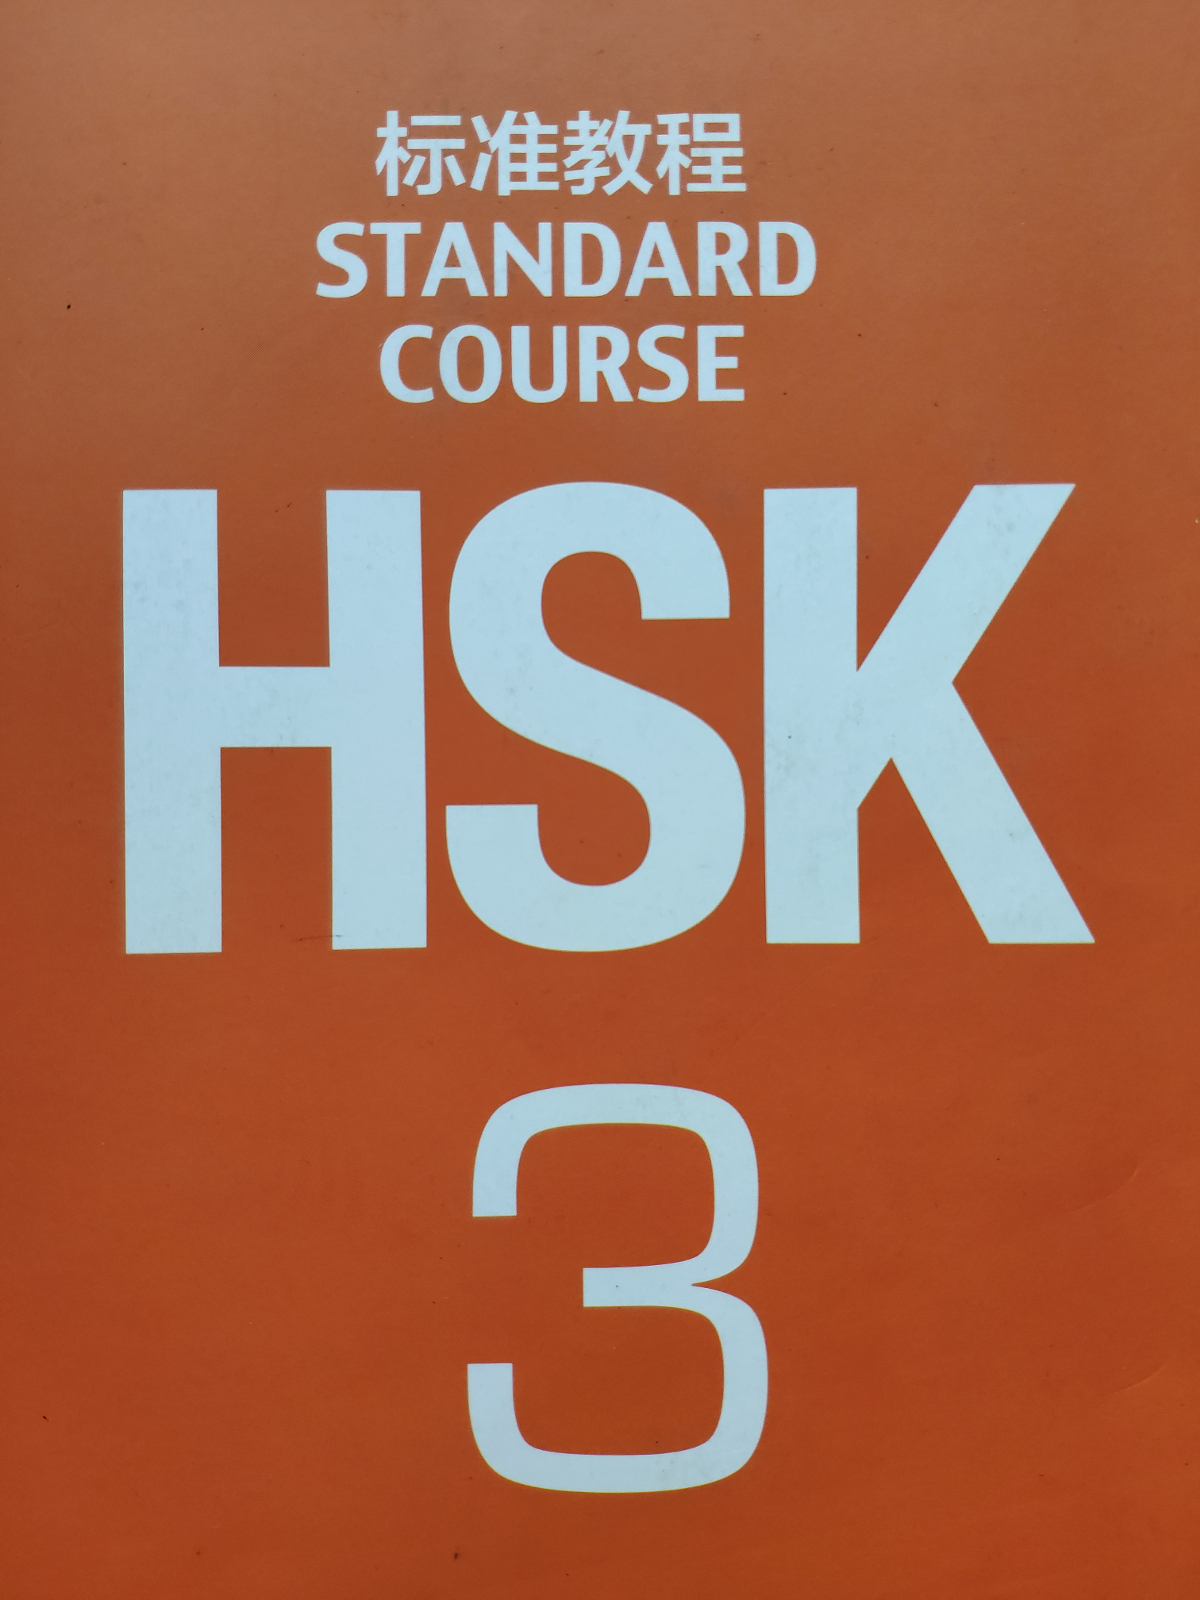 标准教程
STANDARD
COURSE
HSK
3